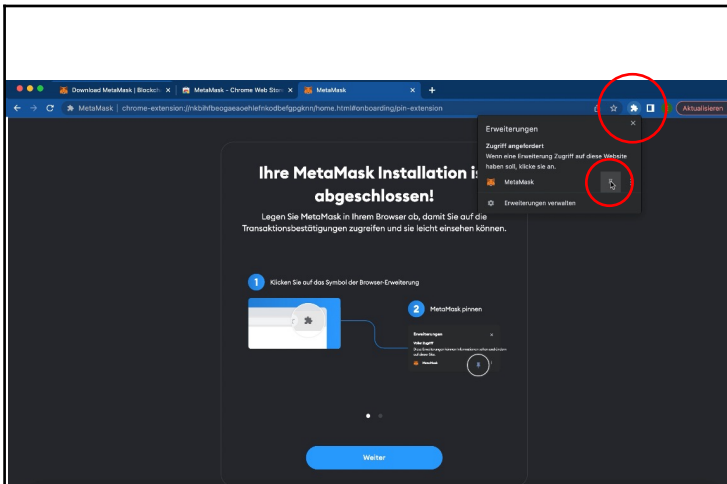 Download MetaMask | Blockch
MetaMask - Chrome Web Stor
MetaMask
MetaMask | chrome-extension://nkbihfbeogaeaoehlefnkodbefgpgknn/home.html#onboarding/pin-extension
Aktualisieren
Erweiterungen
Zugriff angefordert
Wenn eine Erweiterung Zugriff auf diese Website
haben soll, klicke sie an.
MetaMask
Erweiterungen verwalten
Ihre MetaMask Installation is
abgeschlossen!
Legen Sie MetaMask in Ihrem Browser ab, damit Sie auf die
Transaktionsbestätigungen zugreifen und sie leicht einsehen können.
1 Klicken Sie auf das Symbol der Browser-Erweiterung
2 MetaMask pinnen
Erweiterungen
MetaMask
Weiter